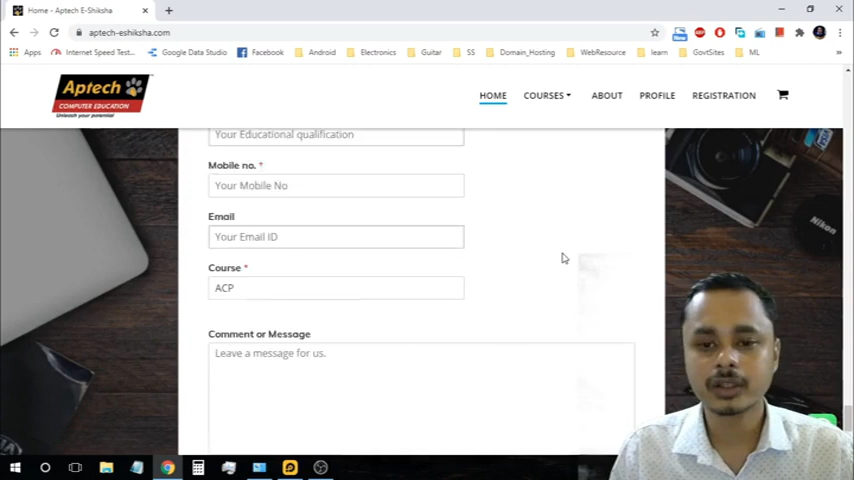 Home - Aptech E-Shiksha
aptech-eshiksha.com
New
Apps
Internet Speed Test...
Google Data Studio
Facebook
Android
Electronics
Guitar
SS
Domain_Hosting
WebResource
learn
GovtSites
ML
Aptech
COMPUTER EDUCATION
Unleash your potential
HOME
COURSES
ABOUT
PROFILE
REGISTRATION
Your Educational qualification
Mobile no. *
Your Mobile No
Email
Your Email ID
Course *
ACP
Comment or Message
Leave a message for us.
Nikon